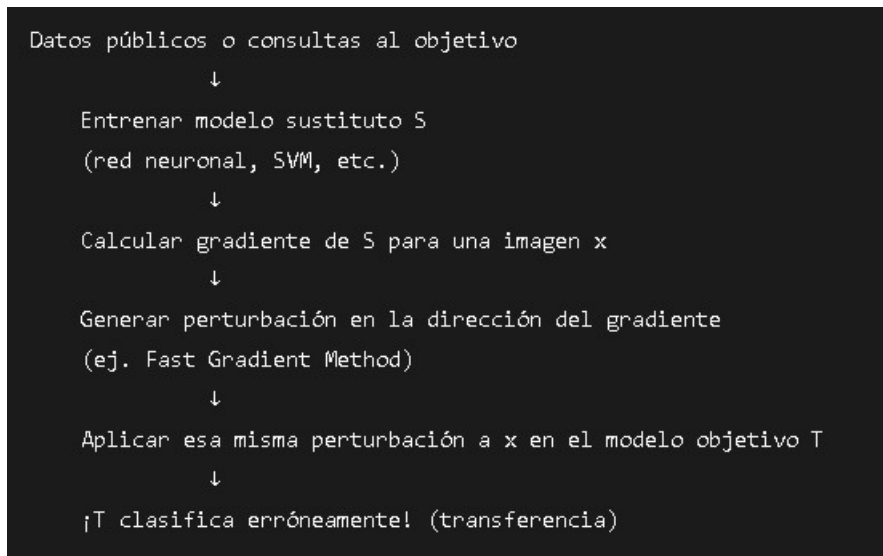 Datos públicos o consultas al objetivo
↓
Entrenar modelo sustituto S
(red neuronal, SVM, etc.)
↓
Calcular gradiente de S para una imagen x
↓
Generar perturbación en la dirección del gradiente
(ej. Fast Gradient Method)
↓
Aplicar esa misma perturbación a x en el modelo objetivo T
↓
¡T clasifica erróneamente! (transferencia)